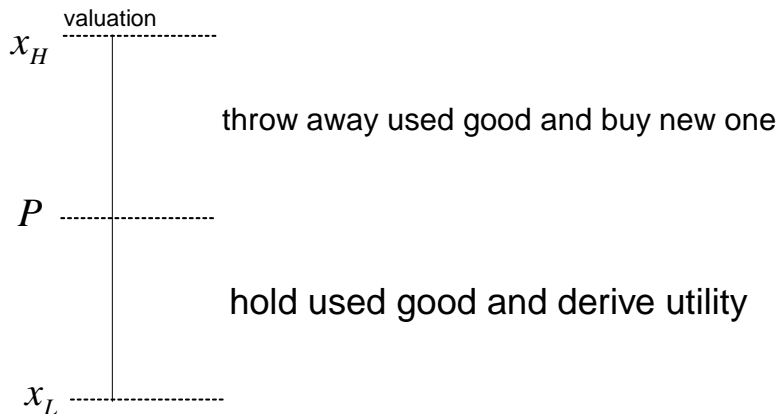 valuation
x_H
throw away used good and buy new one
P
hold used good and derive utility
x_L